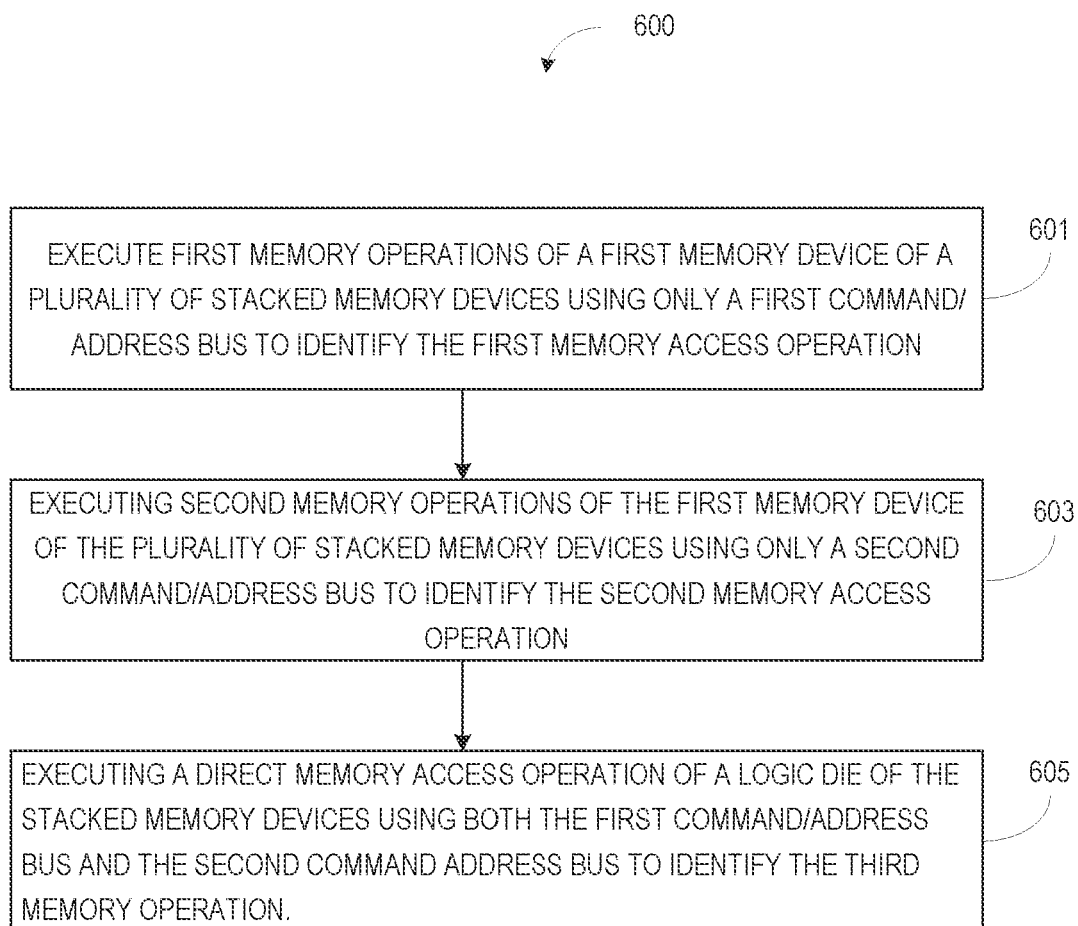 600
EXECUTE FIRST MEMORY OPERATIONS OF A FIRST MEMORY DEVICE OF A
PLURALITY OF STACKED MEMORY DEVICES USING ONLY A FIRST COMMAND/
ADDRESS BUS TO IDENTIFY THE FIRST MEMORY ACCESS OPERATION
601
EXECUTING SECOND MEMORY OPERATIONS OF THE FIRST MEMORY DEVICE
OF THE PLURALITY OF STACKED MEMORY DEVICES USING ONLY A SECOND
COMMAND/ADDRESS BUS TO IDENTIFY THE SECOND MEMORY ACCESS
OPERATION
603
EXECUTING A DIRECT MEMORY ACCESS OPERATION OF A LOGIC DIE OF THE
STACKED MEMORY DEVICES USING BOTH THE FIRST COMMAND/ADDRESS
BUS AND THE SECOND COMMAND ADDRESS BUS TO IDENTIFY THE THIRD
MEMORY OPERATION.
605